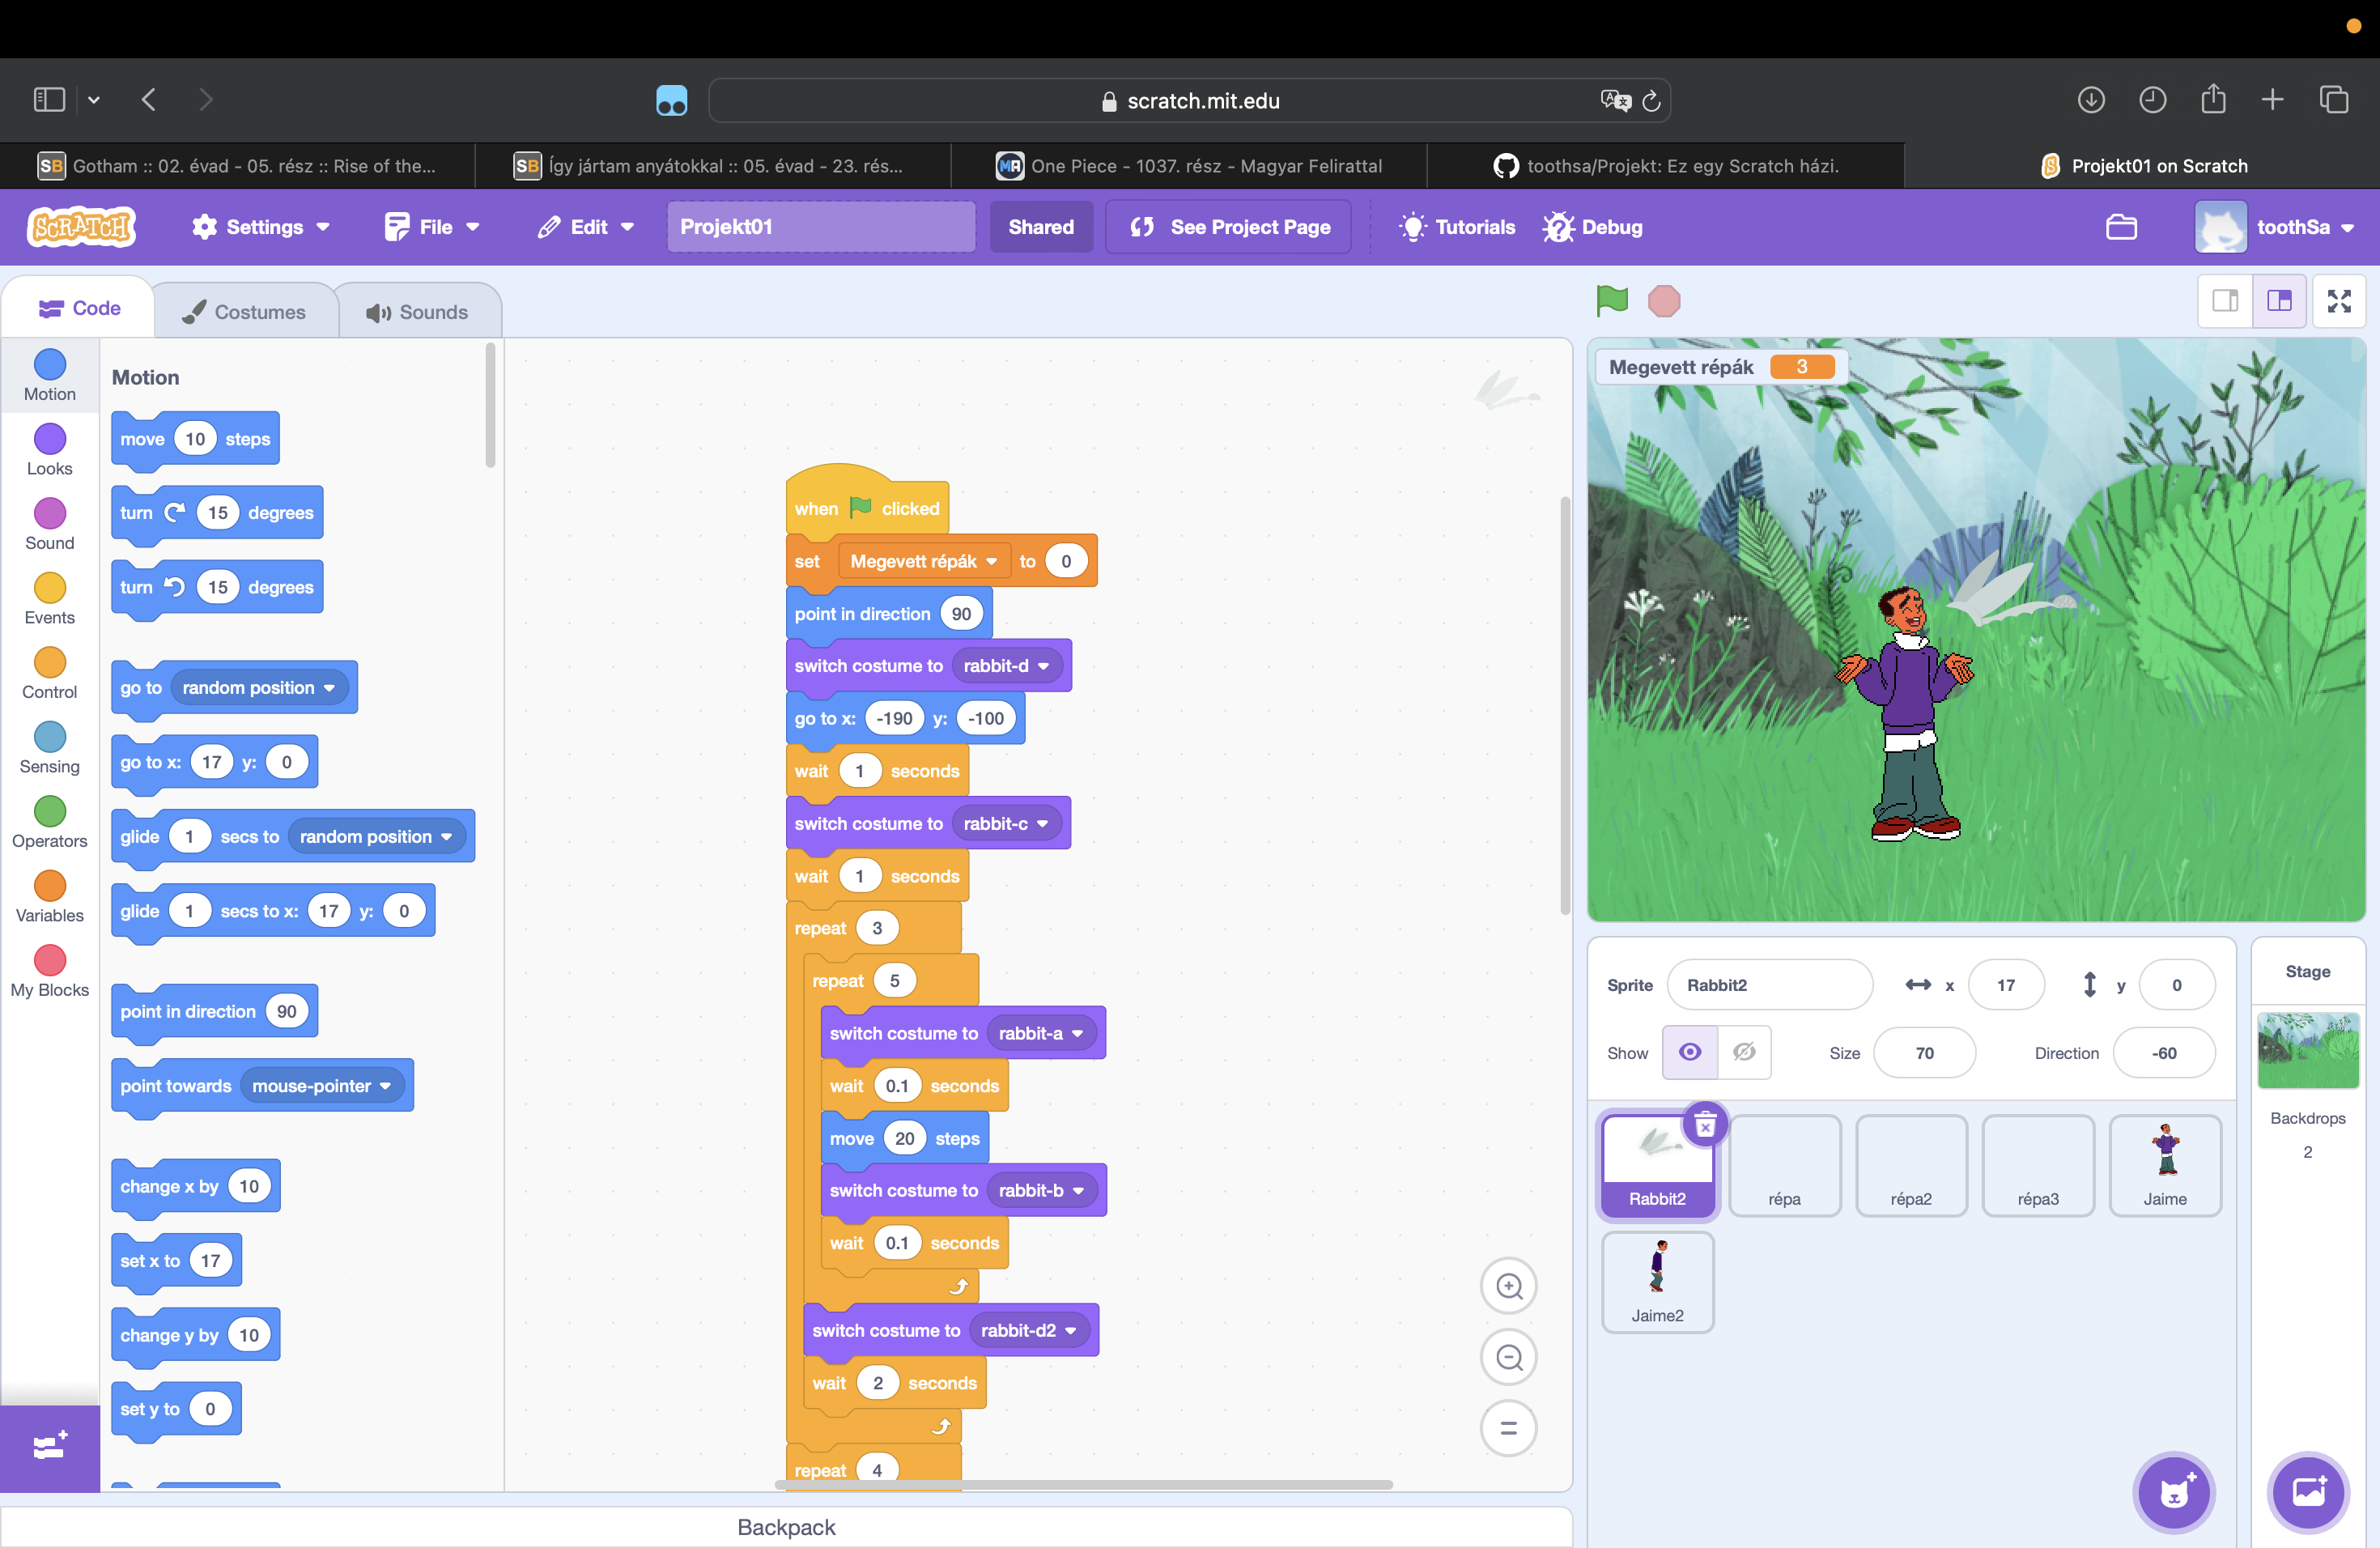 scratch.mit.edu
SB Gotham :: 02. évad - 05. rész :: Rise of the...
SB Így jártam anyátokkal :: 05. évad - 23. rés...
MA One Piece - 1037. rész - Magyar Felirattal
toothsa/Projekt: Ez egy Scratch házi.
Projekt01 on Scratch
SCRATCH
Settings
File
Edit
Projekt01
Shared
See Project Page
Tutorials
Debug
toothSa
Code
Costumes
Sounds
Motion
Looks
Sound
Events
Control
Sensing
Operators
Variables
My Blocks
Motion
move 10 steps
turn 15 degrees
turn 15 degrees
go to random position
go to x: 17 y: 0
glide 1 secs to random position
glide 1 secs to x: 17 y: 0
point in direction 90
point towards mouse-pointer
change x by 10
set x to 17
change y by 10
set y to 0
when clicked
set Megevett répák to 0
point in direction 90
switch costume to rabbit-d
go to x: -190 y: -100
wait 1 seconds
switch costume to rabbit-c
wait 1 seconds
repeat 3
repeat 5
switch costume to rabbit-a
wait 0.1 seconds
move 20 steps
switch costume to rabbit-b
wait 0.1 seconds
switch costume to rabbit-d2
wait 2 seconds
repeat 4
Backpack
Megevett répák 3
Sprite Rabbit2 x 17 y 0
Show Size 70 Direction -60
Rabbit2
répa
répa2
répa3
Jaime
Jaime2
Stage
Backdrops
2